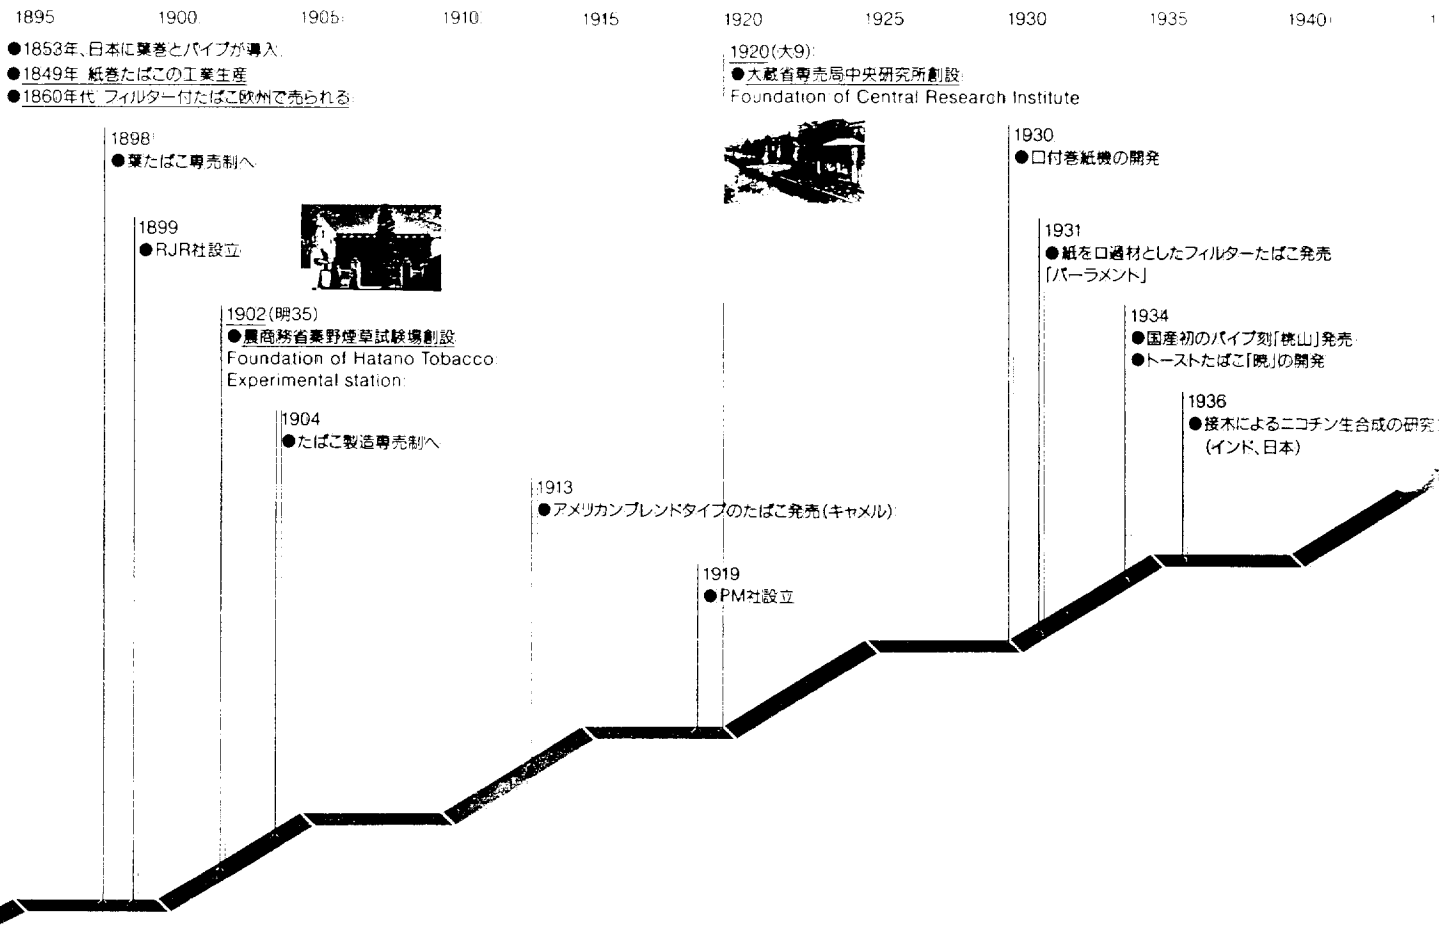 1895 1900 1905 1910 1915 1920 1925 1930 1935 1940
●1853年、日本に葉巻とパイプが導入
●1849年 紙巻たばこの工業生産
●1860年代 フィルター付たばこ欧州で売られる
1898
●葉たばこ専売制へ
1899
●RJR社設立
1902(明35)
●農商務省秦野煙草試験場創設
Foundation of Hatano Tobacco
Experimental station
1904
●たばこ製造専売制へ
1913
●アメリカンブレンドタイプのたばこ発売(キャメル)
1919
●PM社設立
1920(大9)
●大蔵省専売局中央研究所創設
Foundation of Central Research Institute
1930
●口付巻紙機の開発
1931
●紙を口過材としたフィルターたばこ発売
「パーラメント」
1934
●国産初のパイプ刻「桃山」発売
●トーストたばこ「暁」の開発
1936
●接木によるニコチン生合成の研究
(インド、日本)